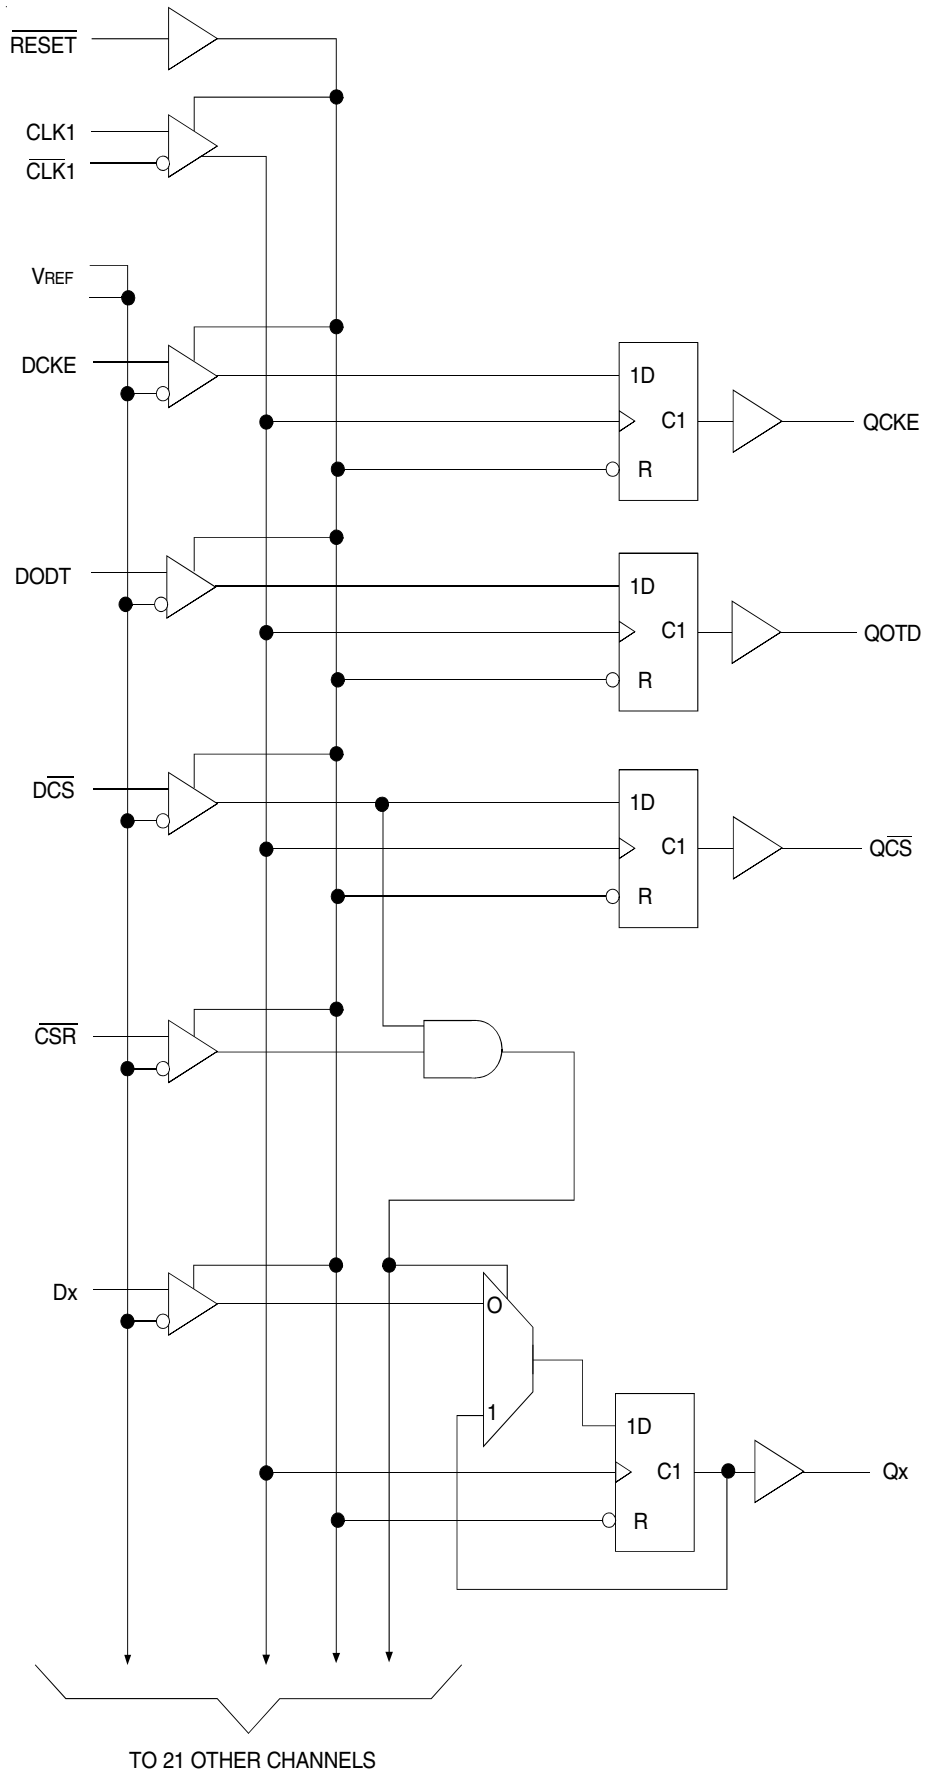 RESET
CLK1
CLK1
VREF
DCKE
1D
C1
QCKE
R
DODT
1D
C1
QOTD
R
DCS
1D
C1
QCS
R
CSR
Dx
O
1
1D
C1
Qx
R
TO 21 OTHER CHANNELS